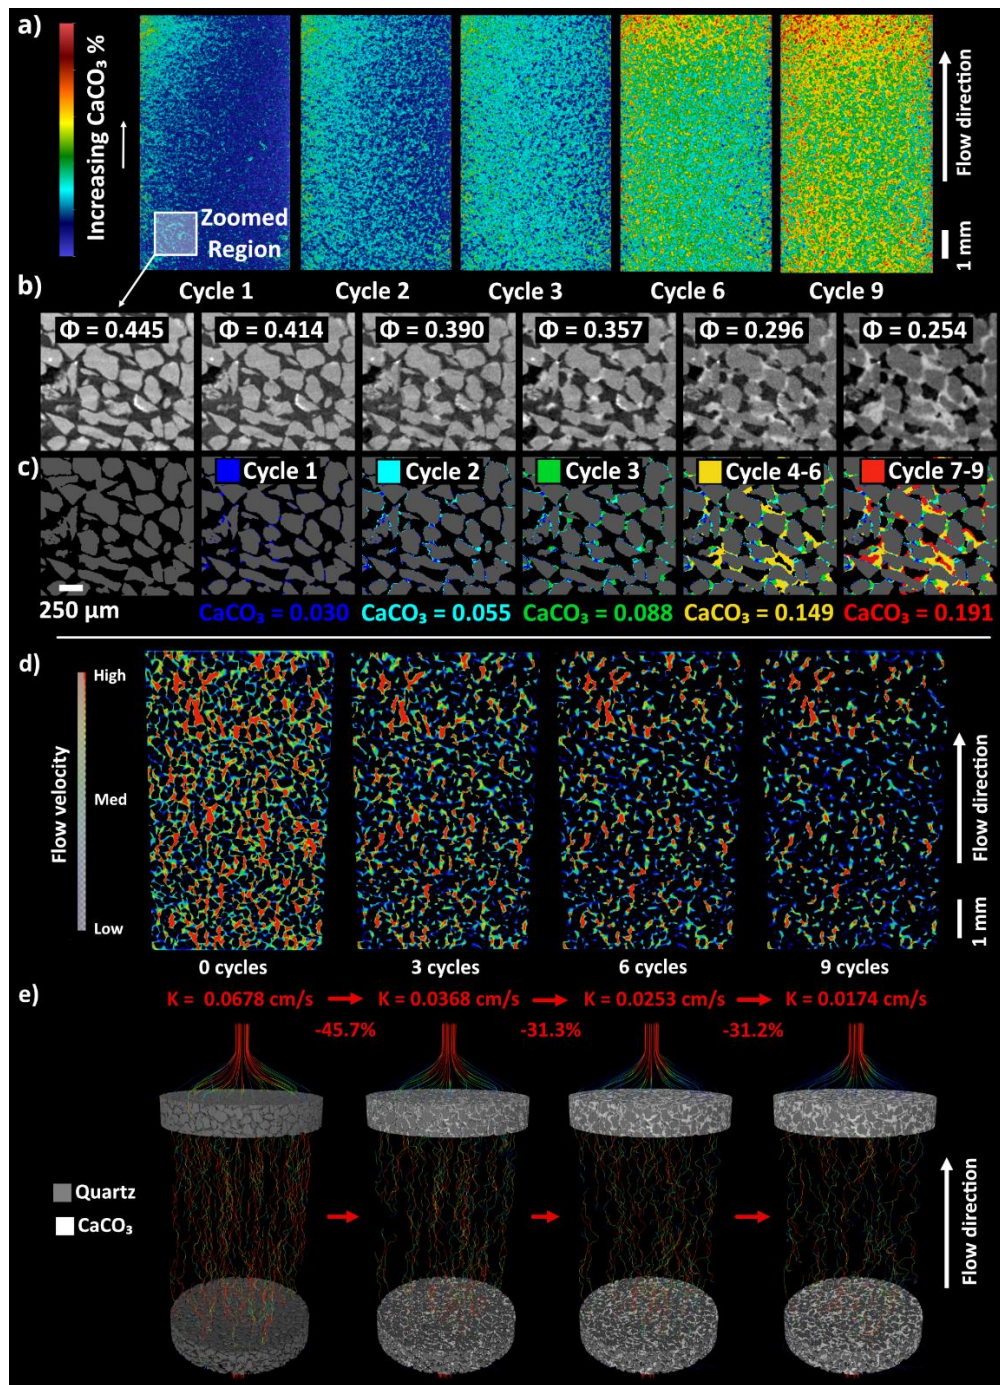 a)
Increasing CaCO₃ %
Zoomed
Region
Flow direction
1 mm
Cycle 1
Cycle 2
Cycle 3
Cycle 6
Cycle 9
b)
Φ = 0.445
Φ = 0.414
Φ = 0.390
Φ = 0.357
Φ = 0.296
Φ = 0.254
c)
Cycle 1
Cycle 2
Cycle 3
Cycle 4-6
Cycle 7-9
250 µm
CaCO₃ = 0.030
CaCO₃ = 0.055
CaCO₃ = 0.088
CaCO₃ = 0.149
CaCO₃ = 0.191
d)
Flow velocity
High
Med
Low
Flow direction
1 mm
0 cycles
3 cycles
6 cycles
9 cycles
e)
K = 0.0678 cm/s
K = 0.0368 cm/s
K = 0.0253 cm/s
K = 0.0174 cm/s
-45.7%
-31.3%
-31.2%
Quartz
CaCO₃
Flow direction